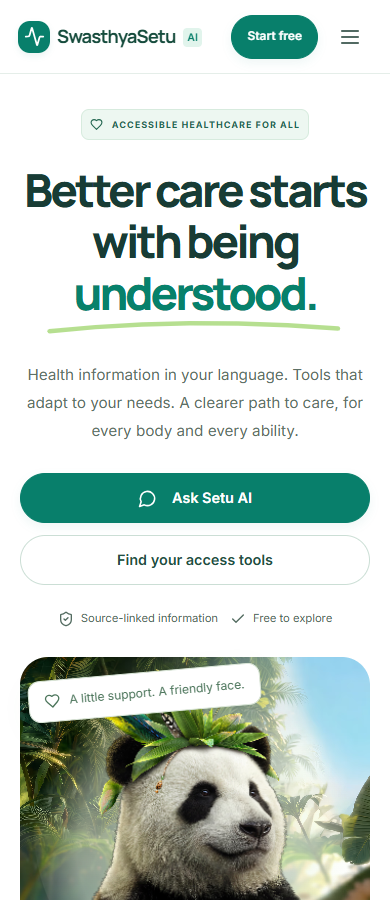 SwasthyaSetu AI
Start free
ACCESSIBLE HEALTHCARE FOR ALL
Better care starts
with being
understood.
Health information in your language. Tools that
adapt to your needs. A clearer path to care, for
every body and every ability.
Ask Setu AI
Find your access tools
Source-linked information
Free to explore
A little support. A friendly face.